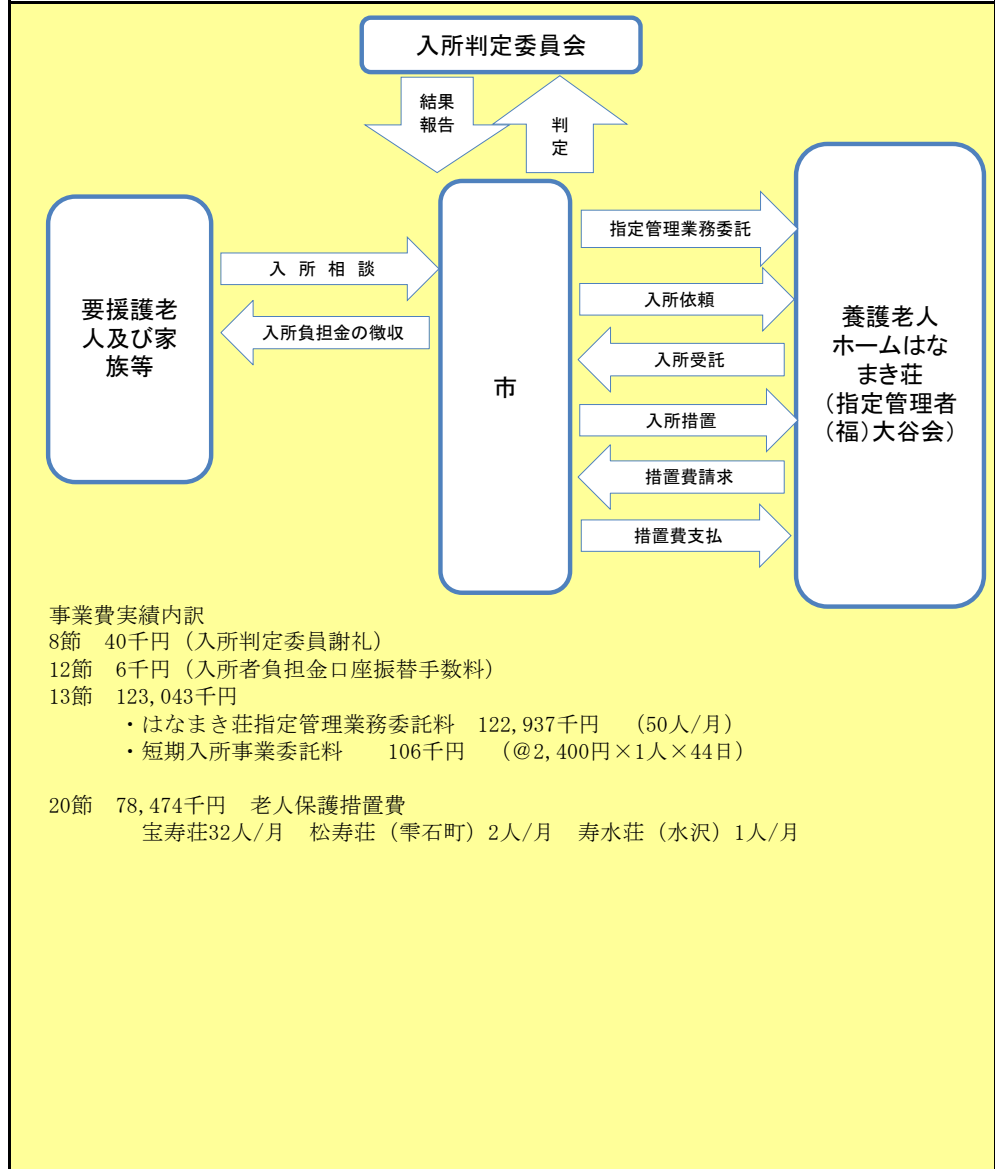 入所判定委員会
結果
報告
判
定
要援護老
人及び家
族等
入 所 相 談
入所負担金の徴収
市
指定管理業務委託
入所依頼
入所受託
入所措置
措置費請求
措置費支払
養護老人
ホームはな
まき荘
(指定管理者
(福)大谷会)
事業費実績内訳
8節 40千円（入所判定委員謝礼）
12節 6千円（入所者負担金口座振替手数料）
13節 123,043千円
・はなまき荘指定管理業務委託料 122,937千円 （50人/月）
・短期入所事業委託料 106千円 （@2,400円×1人×44日）
20節 78,474千円 老人保護措置費
宝寿荘32人/月 松寿荘（雫石町）2人/月 寿水荘（水沢）1人/月